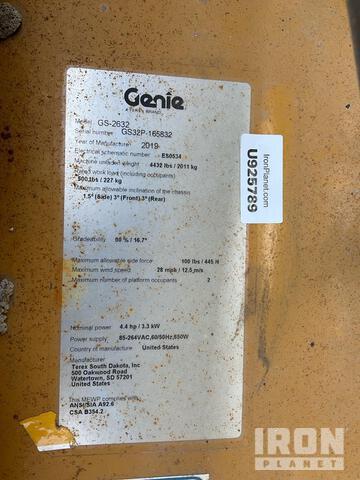 Genie
A TEREX BRAND
Model GS-2632
Serial number GS32P-165832
Year of Manufacture 2019
Electrical schematic number ES0534
Machine unladen weight 4432 lbs / 2011 kg
Rated work load (including occupants)
500 lbs / 227 kg
Maximum allowable inclination of the chassis
1.5° (Side) 3° (Front) 3° (Rear)
Gradeability 30 % / 16.7°
Maximum allowable side force 100 lbs / 445 N
Maximum wind speed 28 mph / 12.5 m/s
Maximum number of platform occupants 2
Nominal power 4.4 hp / 3.3 kW
Power supply 85-264VAC,50/60Hz,650W
Country of manufacture United States
Manufacturer
Terex South Dakota, Inc
500 Oakwood Road
Watertown, SD 57201
United States
This MEWP complies with
ANSI/SIA A92.6
CSA B354.2
IronPlanet.com
U925789
IRON
PLANET